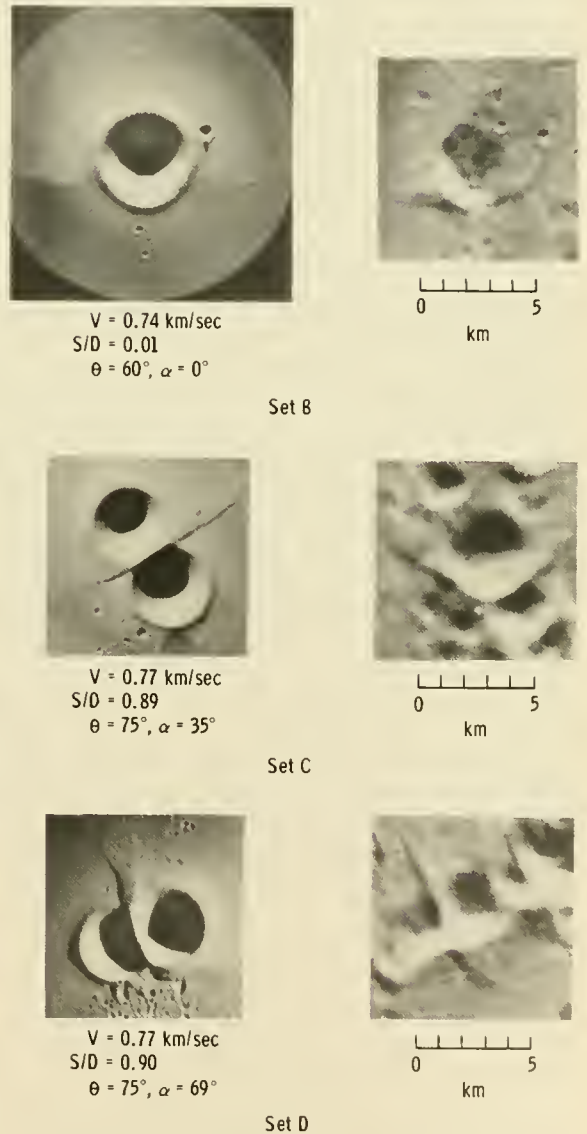 V = 0.74 km/sec
S/D = 0.01
θ = 60°, α = 0°
0 5
km
Set B
V = 0.77 km/sec
S/D = 0.89
θ = 75°, α = 35°
0 5
km
Set C
V = 0.77 km/sec
S/D = 0.90
θ = 75°, α = 69°
0 5
km
Set D